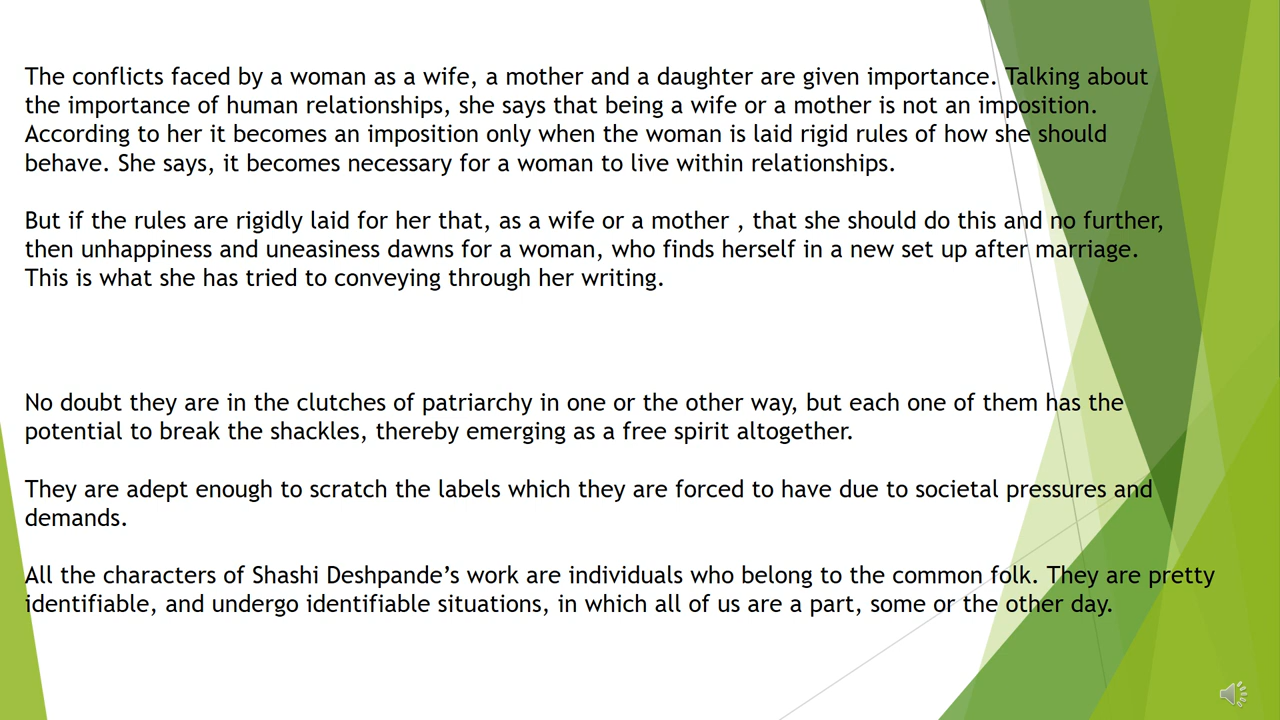 The conflicts faced by a woman as a wife, a mother and a daughter are given importance. Talking about
the importance of human relationships, she says that being a wife or a mother is not an imposition.
According to her it becomes an imposition only when the woman is laid rigid rules of how she should
behave. She says, it becomes necessary for a woman to live within relationships.
But if the rules are rigidly laid for her that, as a wife or a mother , that she should do this and no further,
then unhappiness and uneasiness dawns for a woman, who finds herself in a new set up after marriage.
This is what she has tried to conveying through her writing.
No doubt they are in the clutches of patriarchy in one or the other way, but each one of them has the
potential to break the shackles, thereby emerging as a free spirit altogether.
They are adept enough to scratch the labels which they are forced to have due to societal pressures and
demands.
All the characters of Shashi Deshpande’s work are individuals who belong to the common folk. They are pretty
identifiable, and undergo identifiable situations, in which all of us are a part, some or the other day.